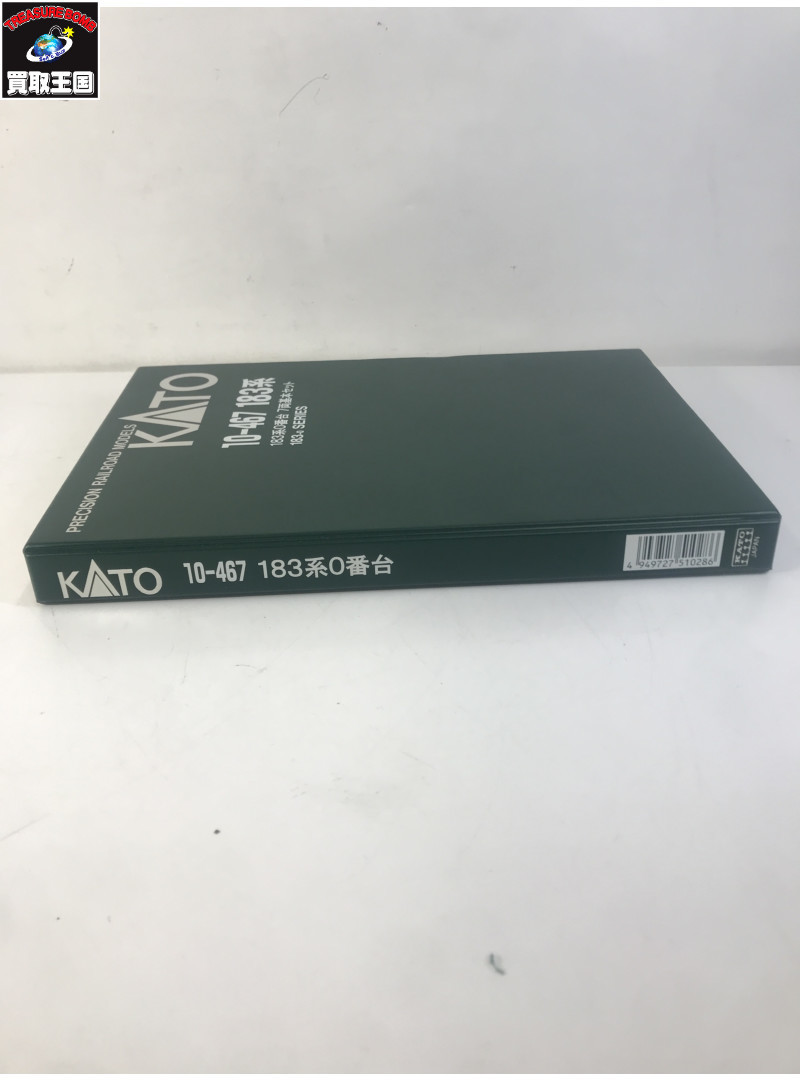 TREASURE BOMB
買取王国
PRECISION RAILROAD MODELS
KATO
10-467 183系
183系0番台 7両基本セット
183-0 SERIES
KATO 10-467 183系0番台
4 949727 510286
KATO
JAPAN